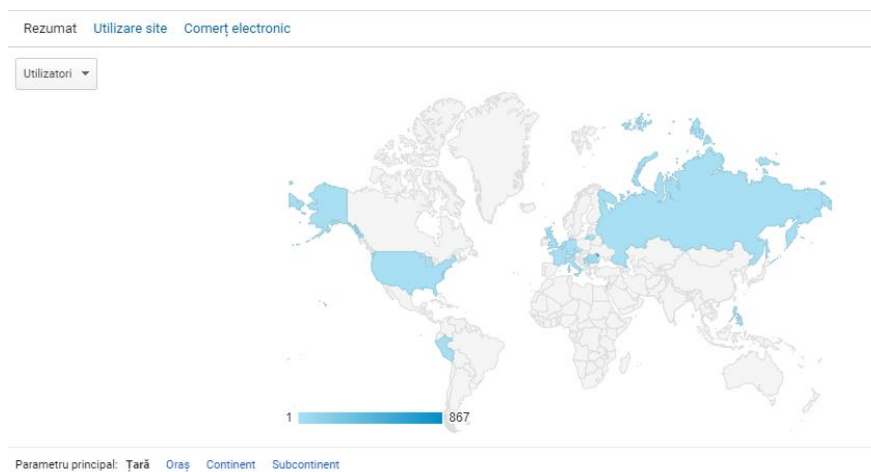 Rezumat Utilizare site Comerț electronic
Utilizatori
1 867
Parametru principal: Țară Oraș Continent Subcontinent